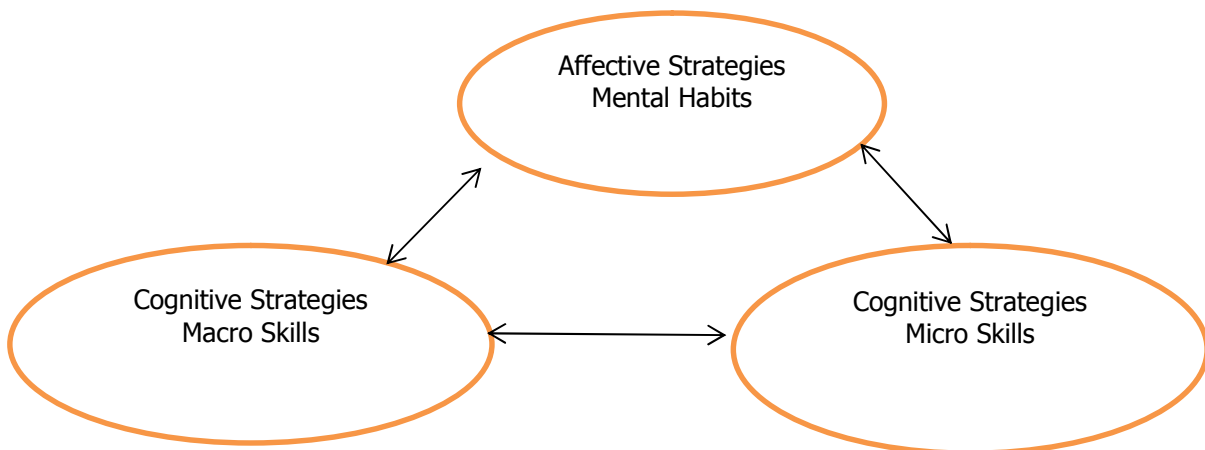 Affective Strategies
Mental Habits
Cognitive Strategies
Macro Skills
Cognitive Strategies
Micro Skills